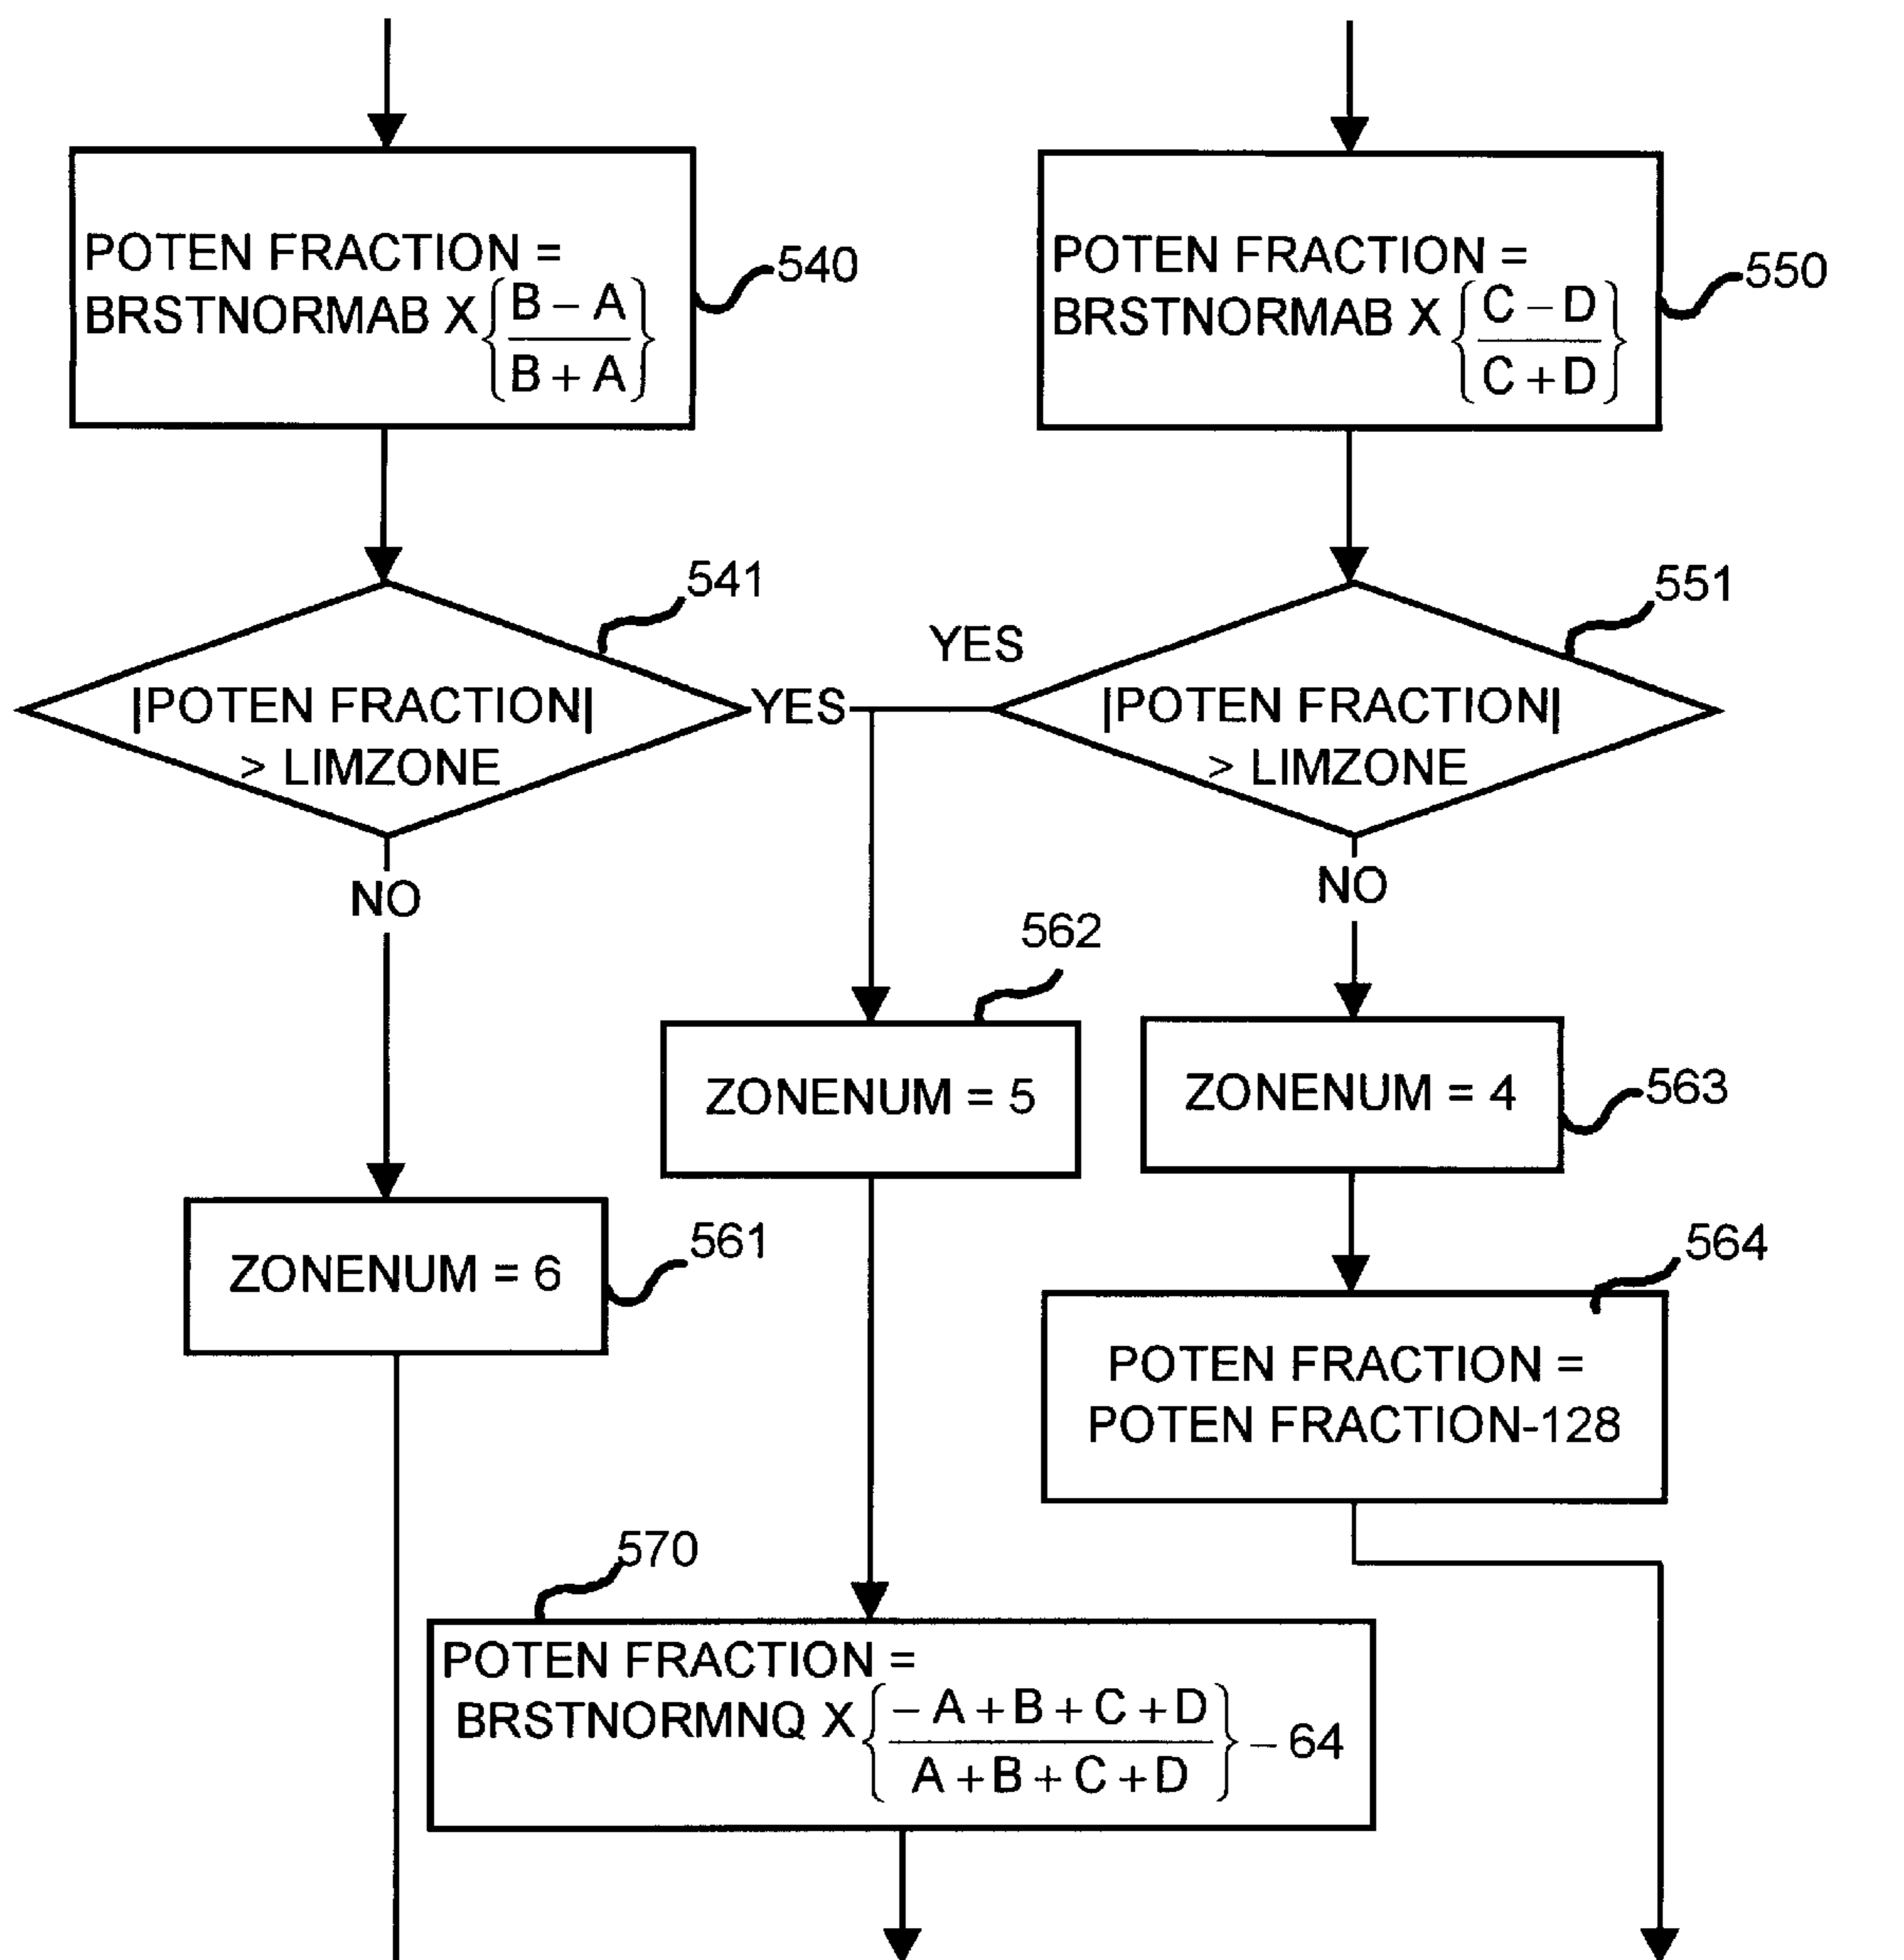 POTEN FRACTION =
BRSTNORMAB X { B - A / B + A }
540
POTEN FRACTION =
BRSTNORMAB X { C - D / C + D }
550
541
|POTEN FRACTION|
> LIMZONE
YES
YES
551
|POTEN FRACTION|
> LIMZONE
NO
NO
562
ZONENUM = 5
ZONENUM = 4
563
ZONENUM = 6
561
564
POTEN FRACTION =
POTEN FRACTION-128
570
POTEN FRACTION =
BRSTNORMNQ X { - A + B + C + D / A + B + C + D } - 64